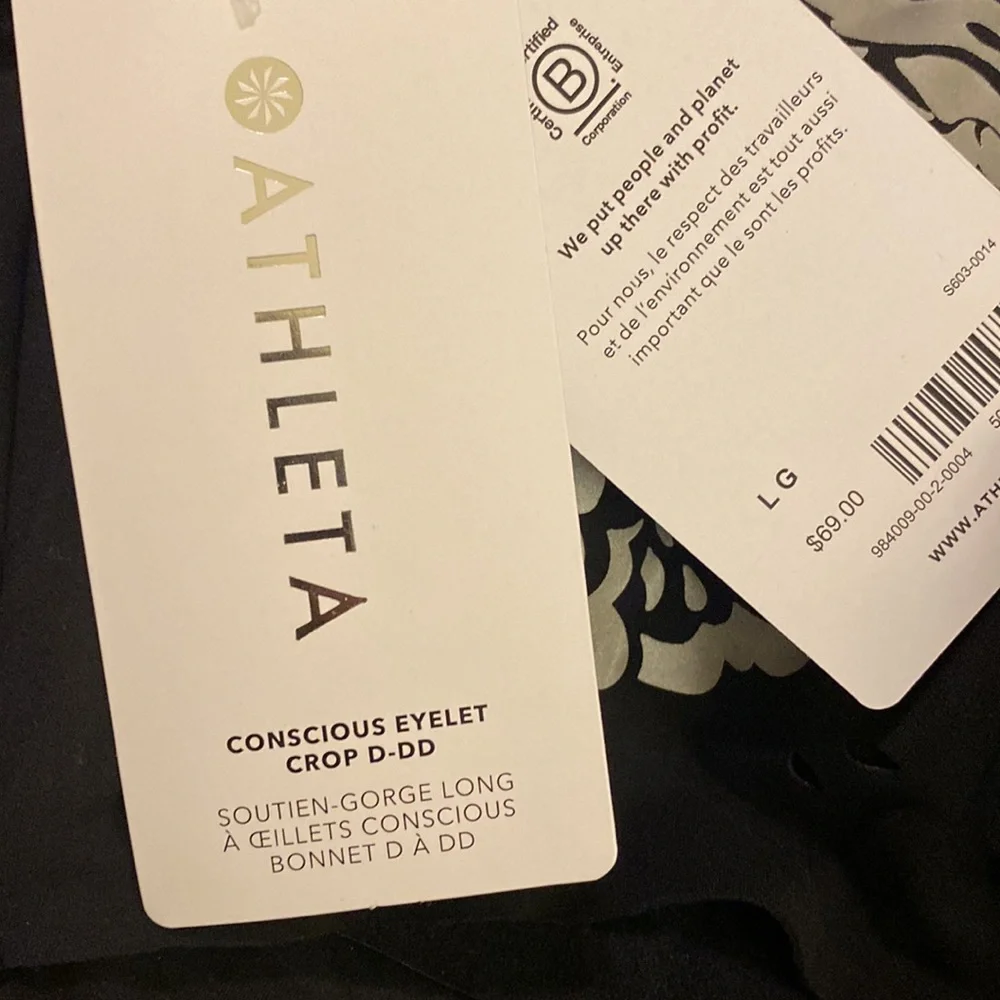 ATHLETA
CONSCIOUS EYELET
CROP D-DD
SOUTIEN-GORGE LONG
À ŒILLETS CONSCIOUS
BONNET D À DD
B
Entreprise
Corporation
We put people and planet
up there with profit.
Pour nous, le respect des travailleurs
et de l'environnement est tout aussi
important que le sont les profits.
S603-0014
LG
$69.00
984009-00-2-0004